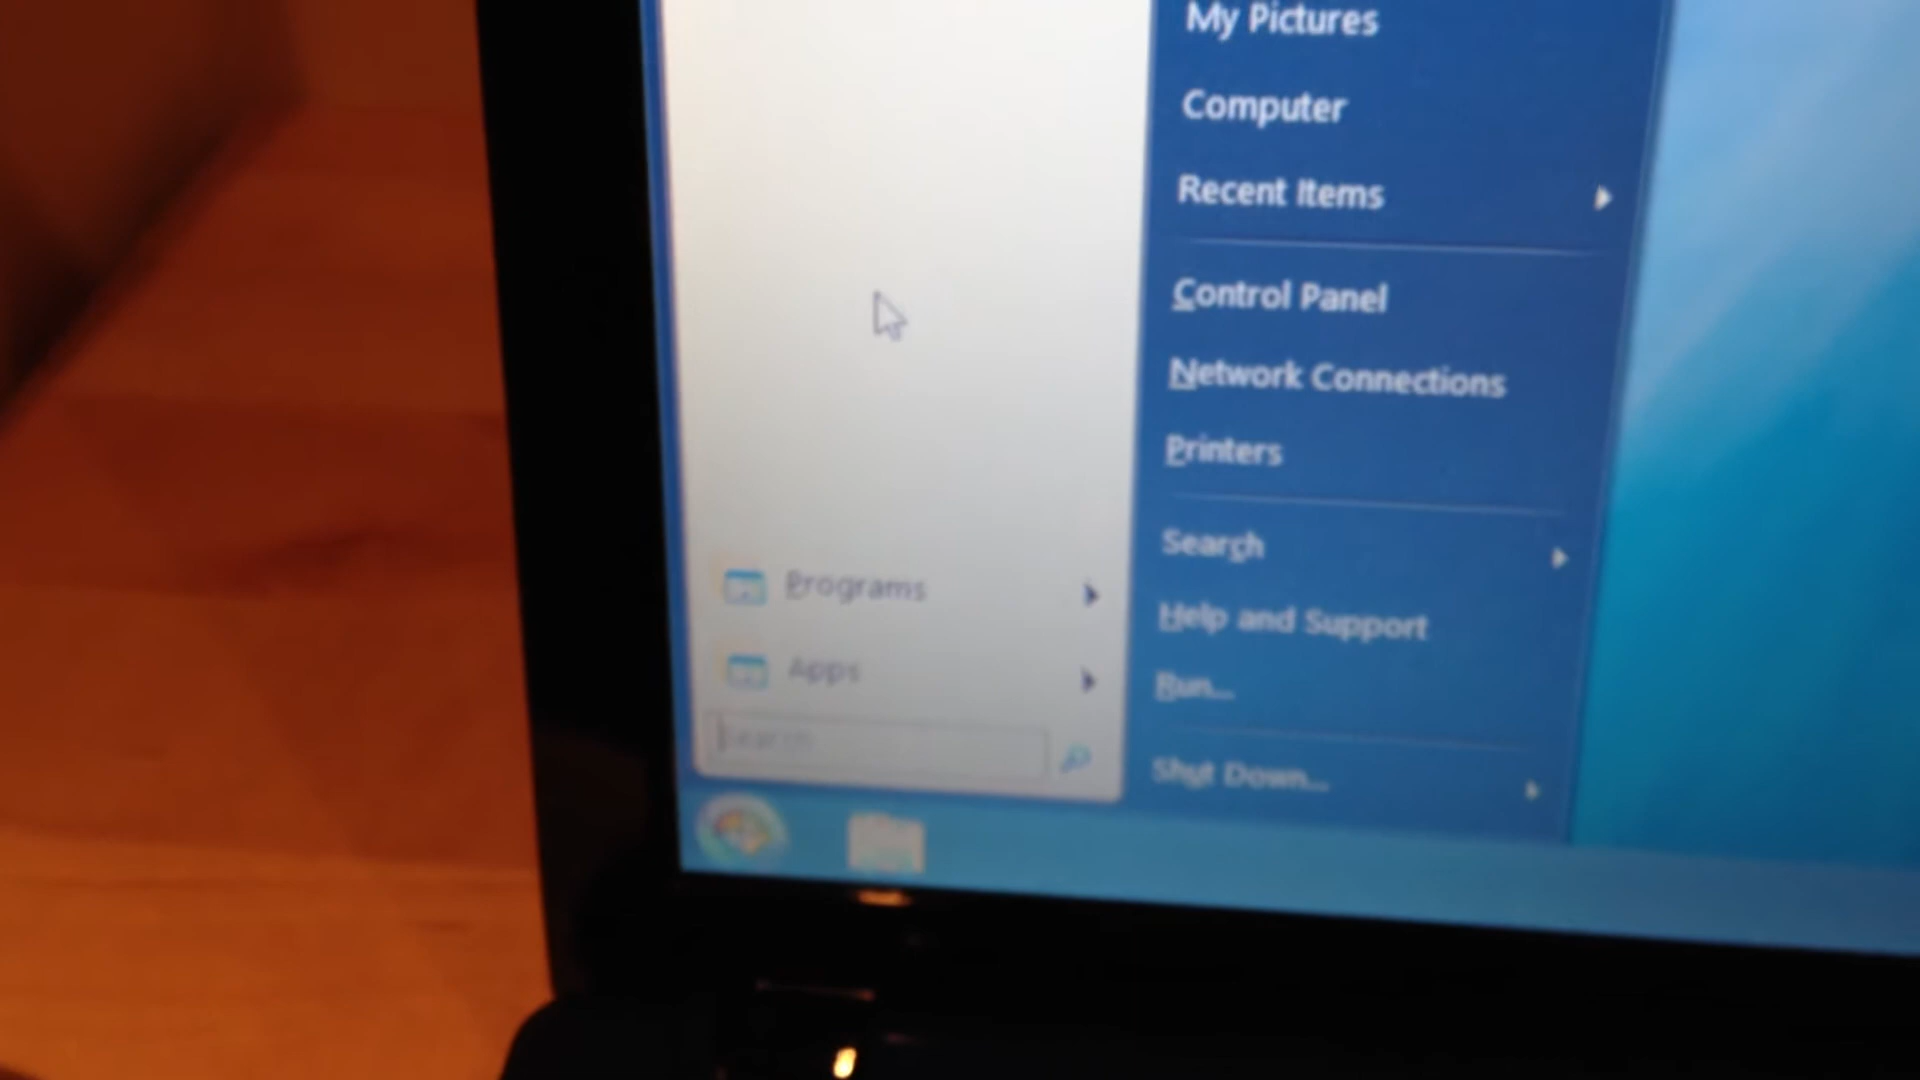 My Pictures
Computer
Recent Items
Control Panel
Network Connections
Printers
Search
Help and Support
Run...
Shut Down...
Programs
Apps
Search